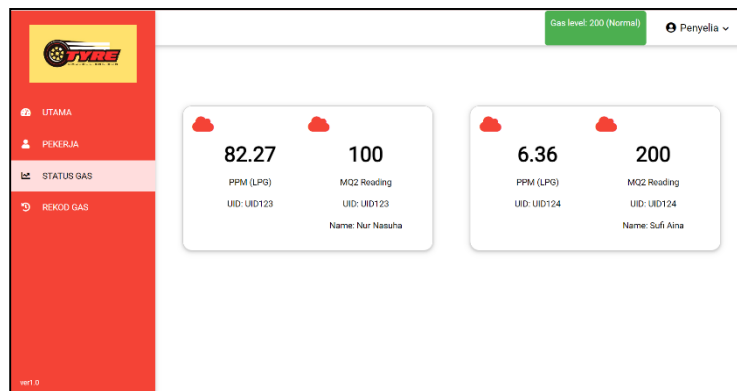 TYRE
Gas level: 200 (Normal)
Penyelia
UTAMA
PEKERJA
STATUS GAS
REKOD GAS
82.27
PPM (LPG)
UID: UID123
100
MQ2 Reading
UID: UID123
Name: Nur Nasuha
6.36
PPM (LPG)
UID: UID124
200
MQ2 Reading
UID: UID124
Name: Sufi Aina
ver1.0